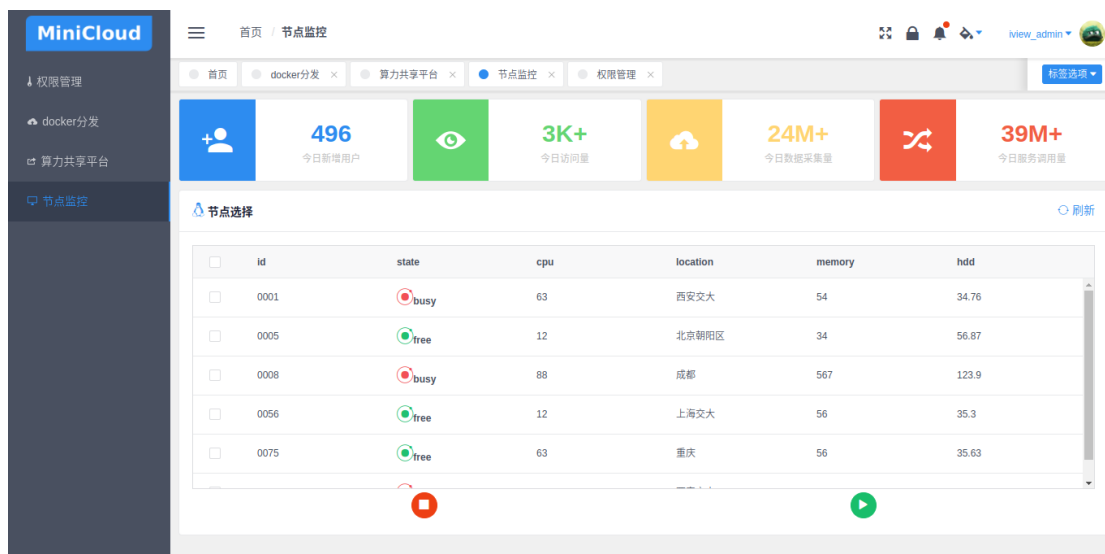 MiniCloud
首页 / 节点监控
iview_admin
权限管理
docker分发
算力共享平台
节点监控
首页
docker分发 ×
算力共享平台 ×
节点监控 ×
权限管理 ×
标签选项
496
今日新增用户
3K+
今日访问量
24M+
今日数据采集量
39M+
今日服务调用量
节点选择
刷新
id state cpu location memory hdd
0001 busy 63 西安交大 54 34.76
0005 free 12 北京朝阳区 34 56.87
0008 busy 88 成都 567 123.9
0056 free 12 上海交大 56 35.3
0075 free 63 重庆 56 35.63